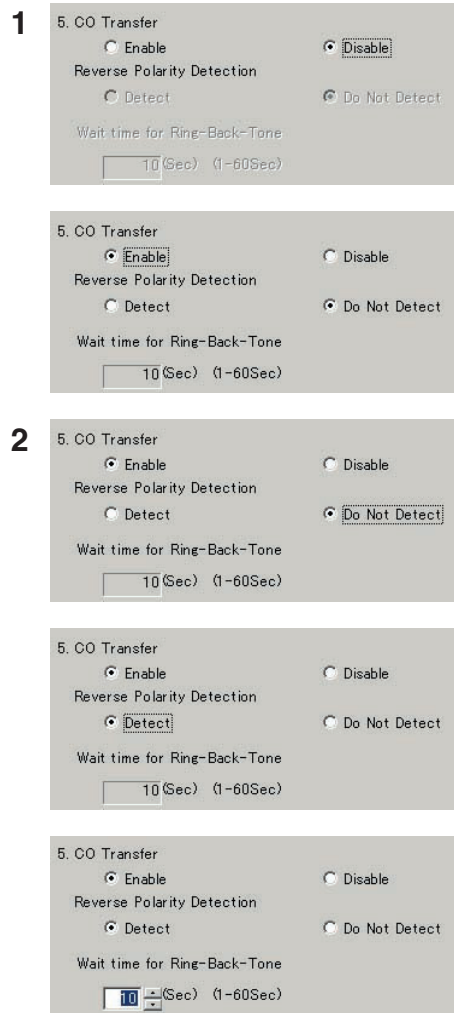 1
5. CO Transfer
Enable Disable
Reverse Polarity Detection
Detect Do Not Detect
Wait time for Ring-Back-Tone
10 (Sec) (1-60Sec)
5. CO Transfer
Enable Disable
Reverse Polarity Detection
Detect Do Not Detect
Wait time for Ring-Back-Tone
10 (Sec) (1-60Sec)
2
5. CO Transfer
Enable Disable
Reverse Polarity Detection
Detect Do Not Detect
Wait time for Ring-Back-Tone
10 (Sec) (1-60Sec)
5. CO Transfer
Enable Disable
Reverse Polarity Detection
Detect Do Not Detect
Wait time for Ring-Back-Tone
10 (Sec) (1-60Sec)
5. CO Transfer
Enable Disable
Reverse Polarity Detection
Detect Do Not Detect
Wait time for Ring-Back-Tone
10 (Sec) (1-60Sec)